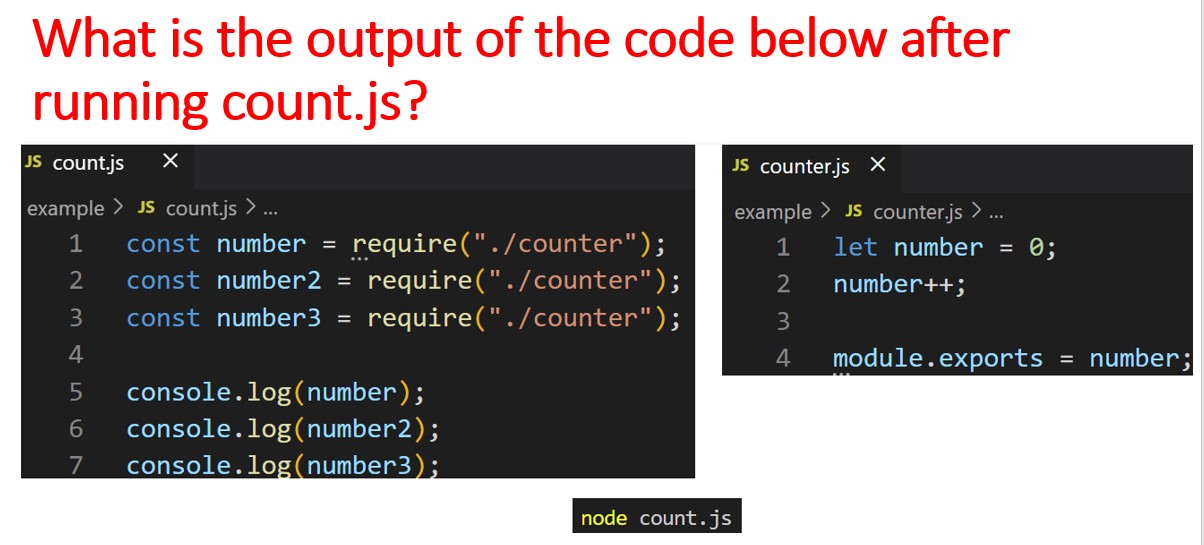 What is the output of the code below after
running count.js?
JS count.js ×
example > JS count.js > ...
1 const number = require("./counter");
2 const number2 = require("./counter");
3 const number3 = require("./counter");
4
5 console.log(number);
6 console.log(number2);
7 console.log(number3);
JS counter.js ×
example > JS counter.js > ...
1 let number = 0;
2 number++;
3
4 module.exports = number;
node count.js